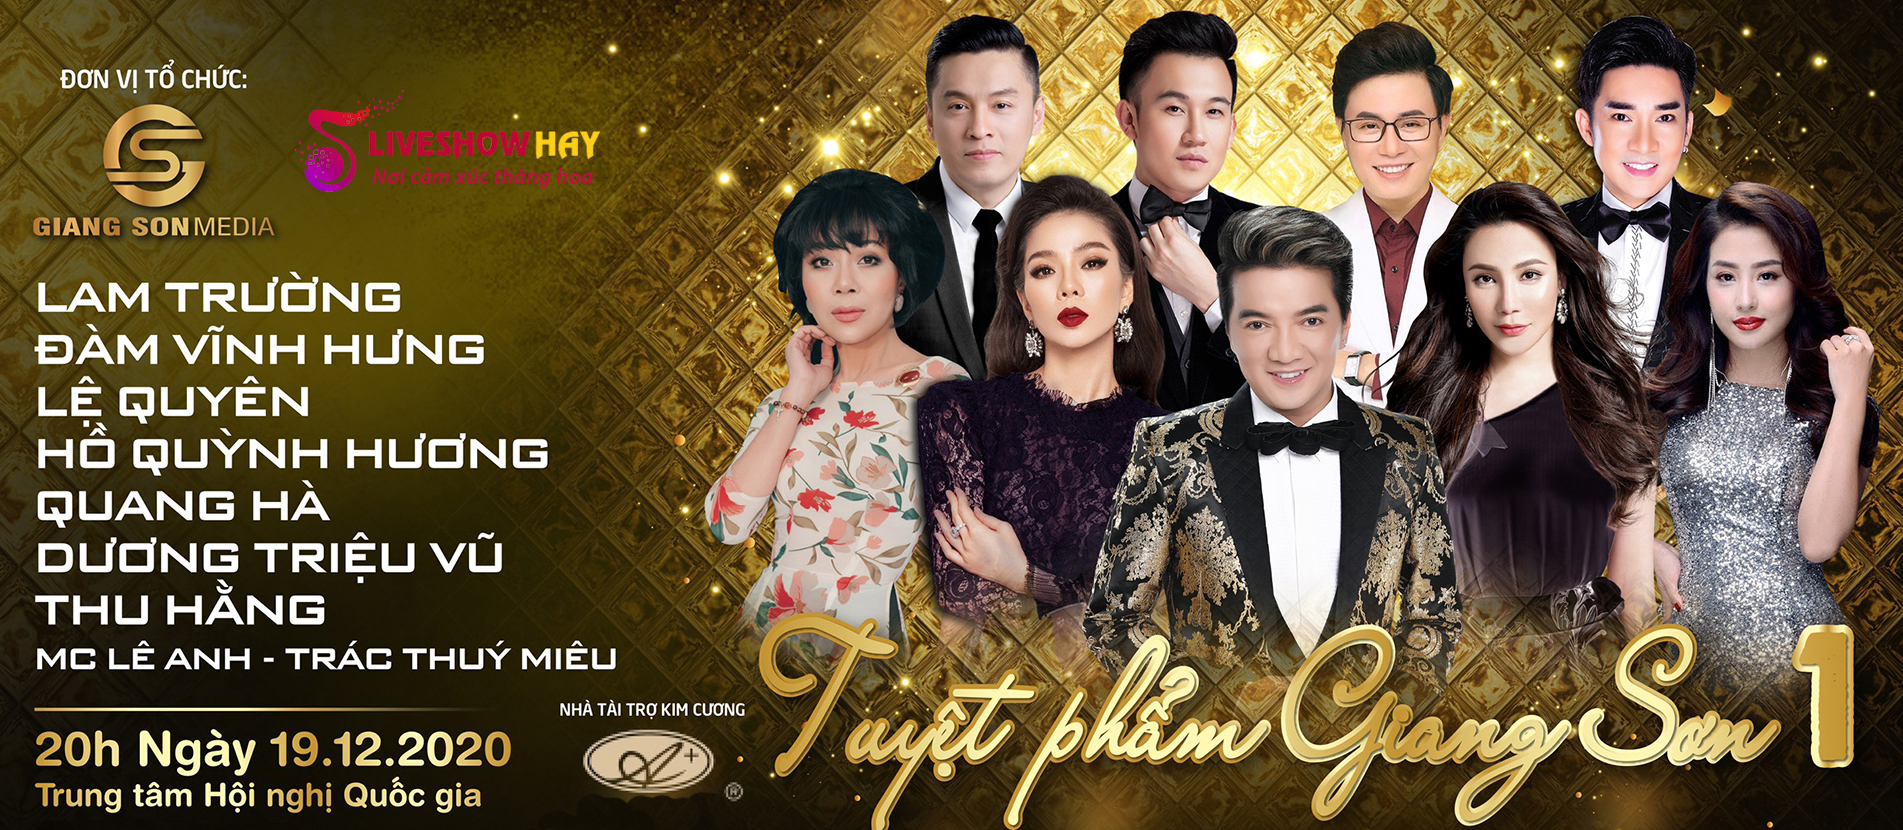 ĐƠN VỊ TỔ CHỨC:
GS
GIANG SON MEDIA
LIVESHOW HAY
Nơi cảm xúc thăng hoa
LAM TRƯỜNG
ĐÀM VĨNH HƯNG
LỆ QUYÊN
HỒ QUỲNH HƯƠNG
QUANG HÀ
DƯƠNG TRIỆU VŨ
THU HẰNG
MC LÊ ANH - TRÁC THUÝ MIÊU
20h Ngày 19.12.2020
Trung tâm Hội nghị Quốc gia
NHÀ TÀI TRỢ KIM CƯƠNG
A+
Tuyệt phẩm Giang Sơn 1